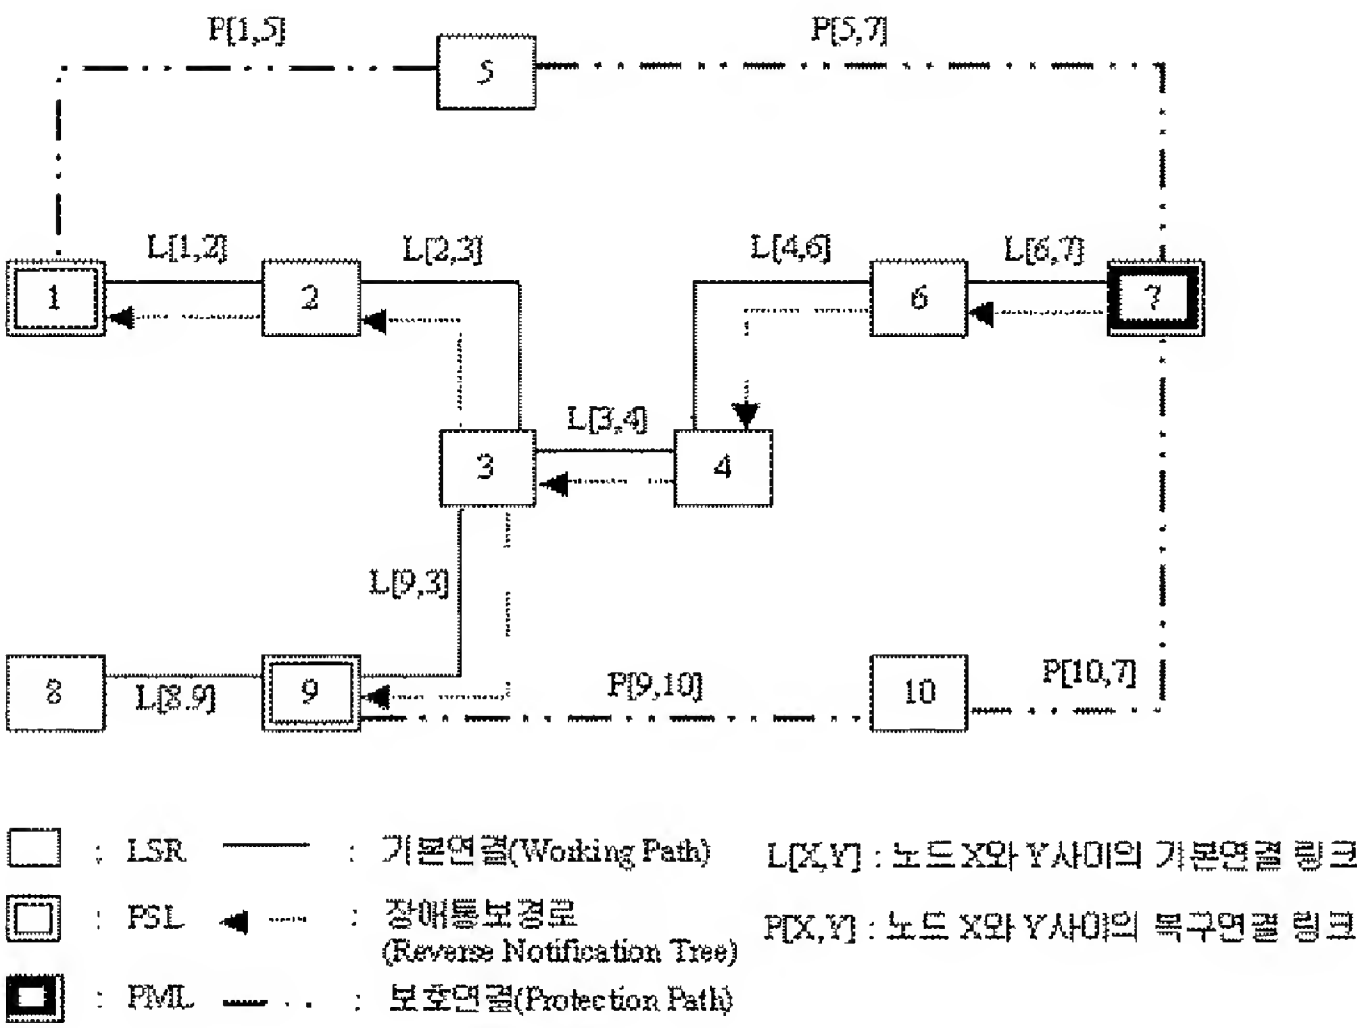 P[1,5]
P[5,7]
5
L[1,2]
L[2,3]
L[4,6]
L[6,7]
1
2
6
7
L[3,4]
3
4
L[9,3]
8
L[8.9]
9
P[9,10]
10
P[10,7]
: LSR
: 기본연결(Working Path)
L[X,Y] : 노드 X와 Y사이의 기본연결 링크
: PSL
: 장애통보경로
(Reverse Notification Tree)
P[X,Y] : 노드 X와 Y사이의 복구연결 링크
: PML
: 보호연결(Protection Path)